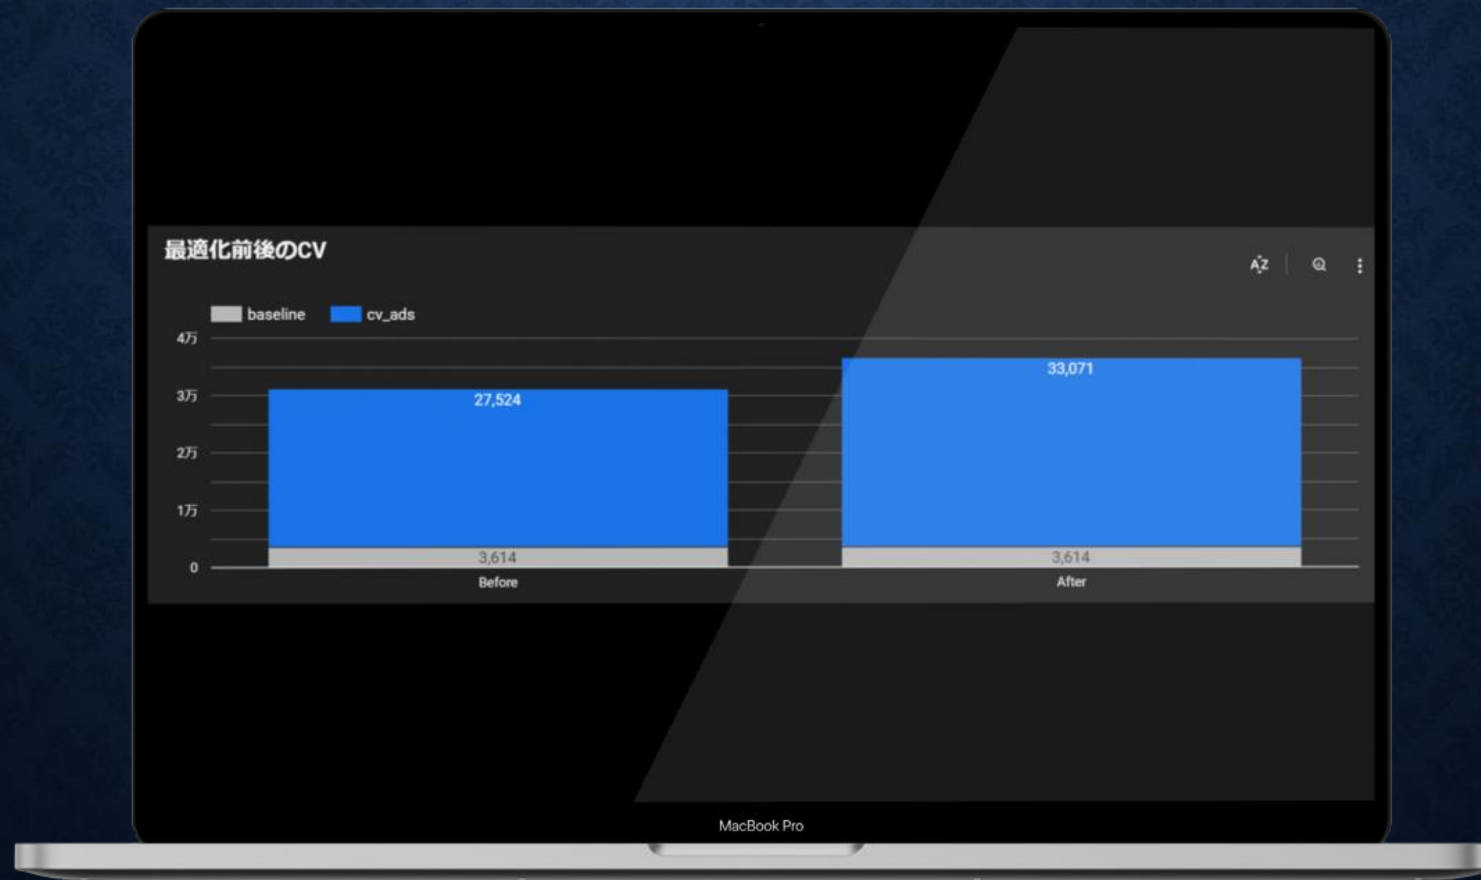 最適化前後のCV
AZ
baseline cv_ads
4万
33,071
3万
27,524
2万
1万
3,614 3,614
0
Before After
MacBook Pro